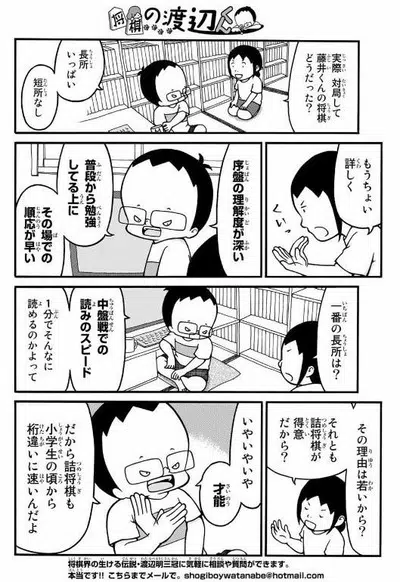 将棋の渡辺くん
実際 対局して
藤井くんの将棋
どうだった?
長所
いっぱい
短所なし
もうちょい
詳しく
序盤の理解度が深い
普段から勉強
してる上に
その場での
順応が早い
一番の長所は?
中盤戦での
読みのスピード
1分でそんなに
読めるのかよって
その理由は若いから?
それとも
詰将棋が
得意
だから?
いやいやいや
才能
だから詰将棋も
小学生の頃から
桁違いに速いんだよ
将棋界の生ける伝説・渡辺明三冠に気軽に相談や質問ができます。
本当です!! こちらまでメールで。shogiboywatanabe@hotmail.com